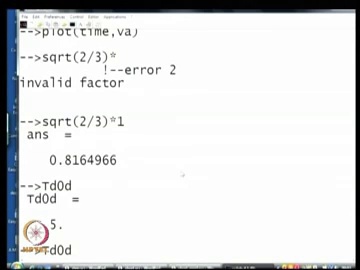 File Edit Preferences Control Editor Applications ?
-->plot(time,va)
-->sqrt(2/3)*
!--error 2
invalid factor
-->sqrt(2/3)*1
ans =
0.8164966
-->Td0d
Td0d =
5.
-->Td0d
NPTEL